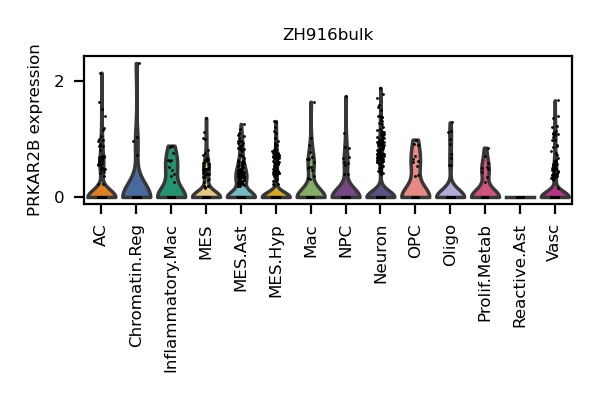 ZH916bulk
PRKAR2B expression
2
0
AC
Chromatin.Reg
Inflammatory.Mac
MES
MES.Ast
MES.Hyp
Mac
NPC
Neuron
OPC
Oligo
Prolif.Metab
Reactive.Ast
Vasc